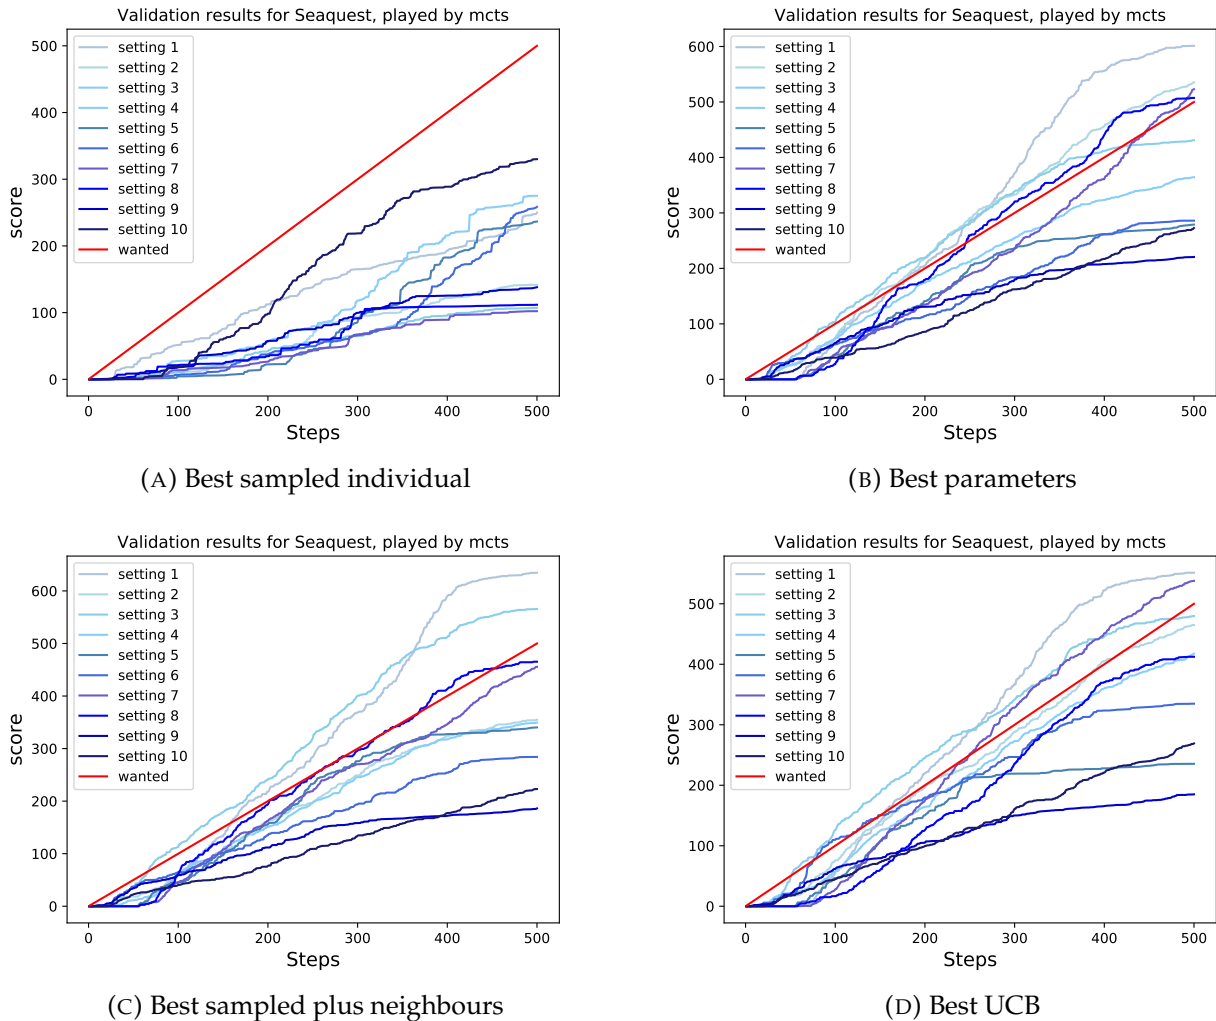 Validation results for Seaquest, played by mcts
500
400
300
200
100
0
score
setting 1
setting 2
setting 3
setting 4
setting 5
setting 6
setting 7
setting 8
setting 9
setting 10
wanted
0 100 200 300 400 500
Steps
(A) Best sampled individual
Validation results for Seaquest, played by mcts
600
500
400
300
200
100
0
score
setting 1
setting 2
setting 3
setting 4
setting 5
setting 6
setting 7
setting 8
setting 9
setting 10
wanted
0 100 200 300 400 500
Steps
(B) Best parameters
Validation results for Seaquest, played by mcts
600
500
400
300
200
100
0
score
setting 1
setting 2
setting 3
setting 4
setting 5
setting 6
setting 7
setting 8
setting 9
setting 10
wanted
0 100 200 300 400 500
Steps
(C) Best sampled plus neighbours
Validation results for Seaquest, played by mcts
500
400
300
200
100
0
score
setting 1
setting 2
setting 3
setting 4
setting 5
setting 6
setting 7
setting 8
setting 9
setting 10
wanted
0 100 200 300 400 500
Steps
(D) Best UCB